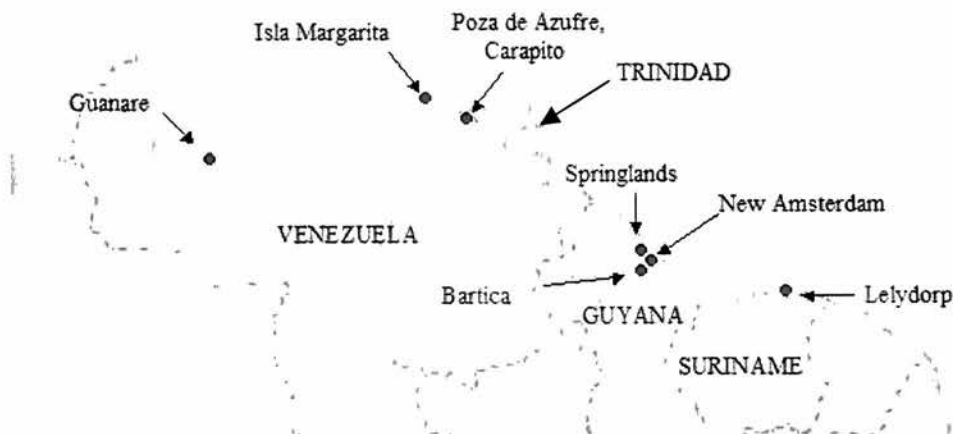 Isla Margarita
Poza de Azufre,
Carapito
TRINIDAD
Guanare
Springlands
New Amsterdam
VENEZUELA
Bartica
GUYANA
Lelydorp
SURINAME